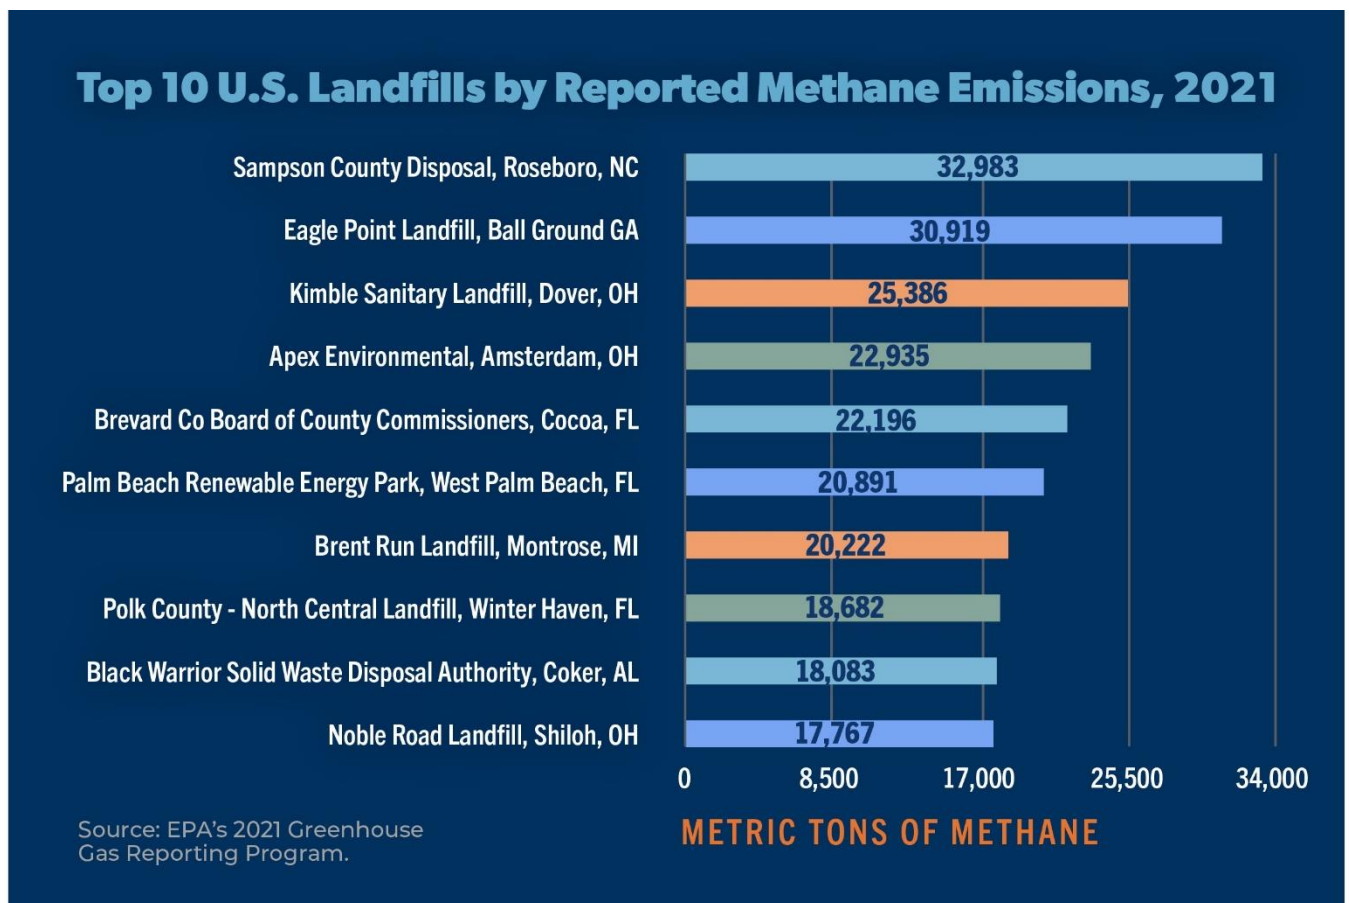 Top 10 U.S. Landfills by Reported Methane Emissions, 2021
Sampson County Disposal, Roseboro, NC
32,983
Eagle Point Landfill, Ball Ground GA
30,919
Kimble Sanitary Landfill, Dover, OH
25,386
Apex Environmental, Amsterdam, OH
22,935
Brevard Co Board of County Commissioners, Cocoa, FL
22,196
Palm Beach Renewable Energy Park, West Palm Beach, FL
20,891
Brent Run Landfill, Montrose, MI
20,222
Polk County - North Central Landfill, Winter Haven, FL
18,682
Black Warrior Solid Waste Disposal Authority, Coker, AL
18,083
Noble Road Landfill, Shiloh, OH
17,767
0 8,500 17,000 25,500 34,000
METRIC TONS OF METHANE
Source: EPA's 2021 Greenhouse
Gas Reporting Program.